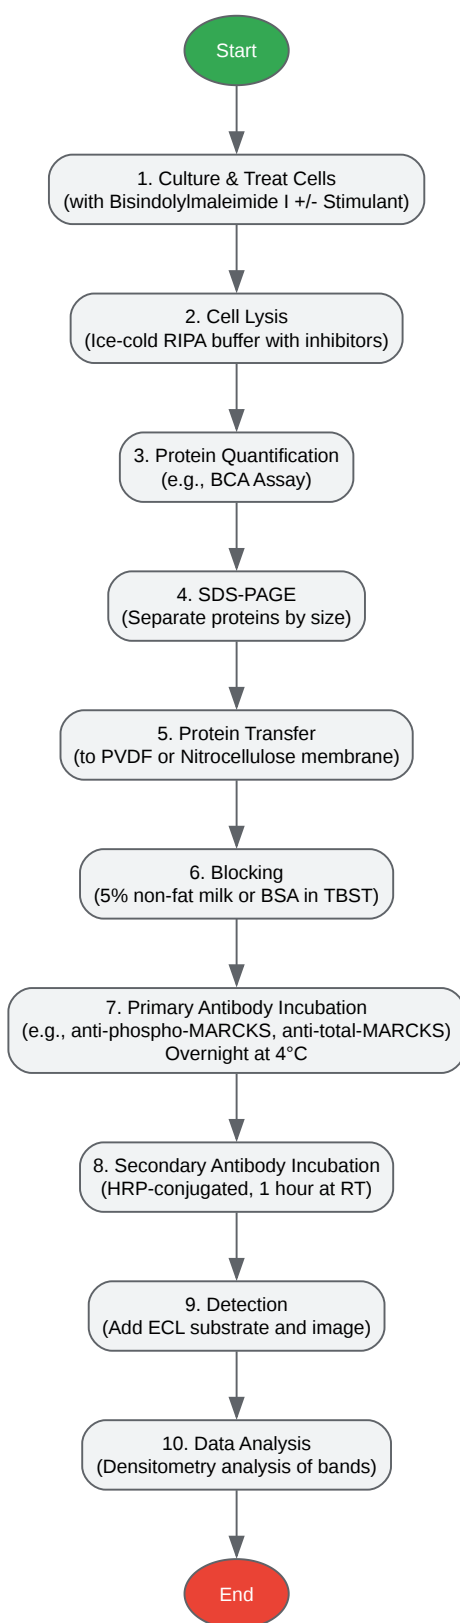 Start
1. Culture & Treat Cells
(with Bisindolylmaleimide I +/- Stimulant)
2. Cell Lysis
(Ice-cold RIPA buffer with inhibitors)
3. Protein Quantification
(e.g., BCA Assay)
4. SDS-PAGE
(Separate proteins by size)
5. Protein Transfer
(to PVDF or Nitrocellulose membrane)
6. Blocking
(5% non-fat milk or BSA in TBST)
7. Primary Antibody Incubation
(e.g., anti-phospho-MARCKS, anti-total-MARCKS)
Overnight at 4°C
8. Secondary Antibody Incubation
(HRP-conjugated, 1 hour at RT)
9. Detection
(Add ECL substrate and image)
10. Data Analysis
(Densitometry analysis of bands)
End